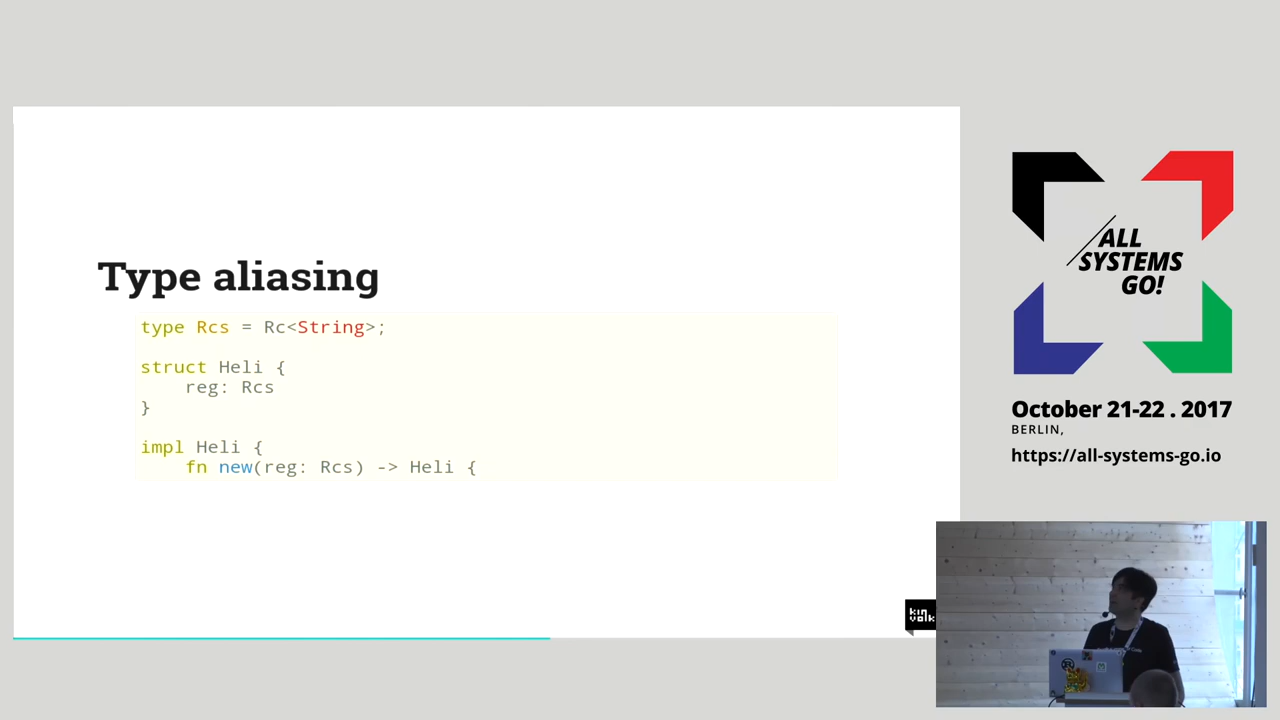 Type aliasing
type Rcs = Rc<String>;
struct Heli {
    reg: Rcs
}
impl Heli {
    fn new(reg: Rcs) -> Heli {
kin
volk
ALL
SYSTEMS
GO!
October 21-22 . 2017
BERLIN,
https://all-systems-go.io